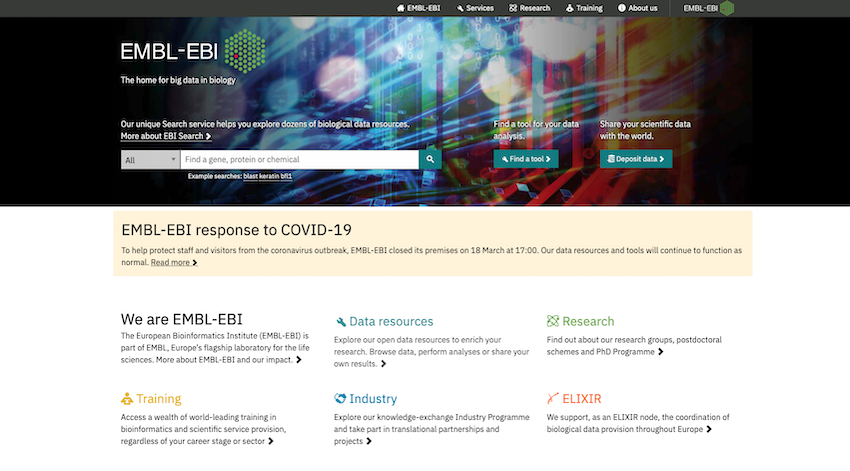 EMBL-EBI Services Research Training About us EMBL-EBI
EMBL-EBI
The home for big data in biology
Our unique Search service helps you explore dozens of biological data resources.
More about EBI Search
All Find a gene, protein or chemical
Example searches: blast keratin bfl1
Find a tool for your data
analysis.
Find a tool
Share your scientific data
with the world.
Deposit data
EMBL-EBI response to COVID-19
To help protect staff and visitors from the coronavirus outbreak, EMBL-EBI closed its premises on 18 March at 17:00. Our data resources and tools will continue to function as
normal. Read more
We are EMBL-EBI
The European Bioinformatics Institute (EMBL-EBI) is
part of EMBL, Europe's flagship laboratory for the life
sciences. More about EMBL-EBI and our impact.
Data resources
Explore our open data resources to enrich your
research. Browse data, perform analyses or share your
own results.
Research
Find out about our research groups, postdoctoral
schemes and PhD Programme
Training
Access a wealth of world-leading training in
bioinformatics and scientific service provision,
regardless of your career stage or sector
Industry
Explore our knowledge-exchange Industry Programme
and take part in translational partnerships and
projects
ELIXIR
We support, as an ELIXIR node, the coordination of
biological data provision throughout Europe